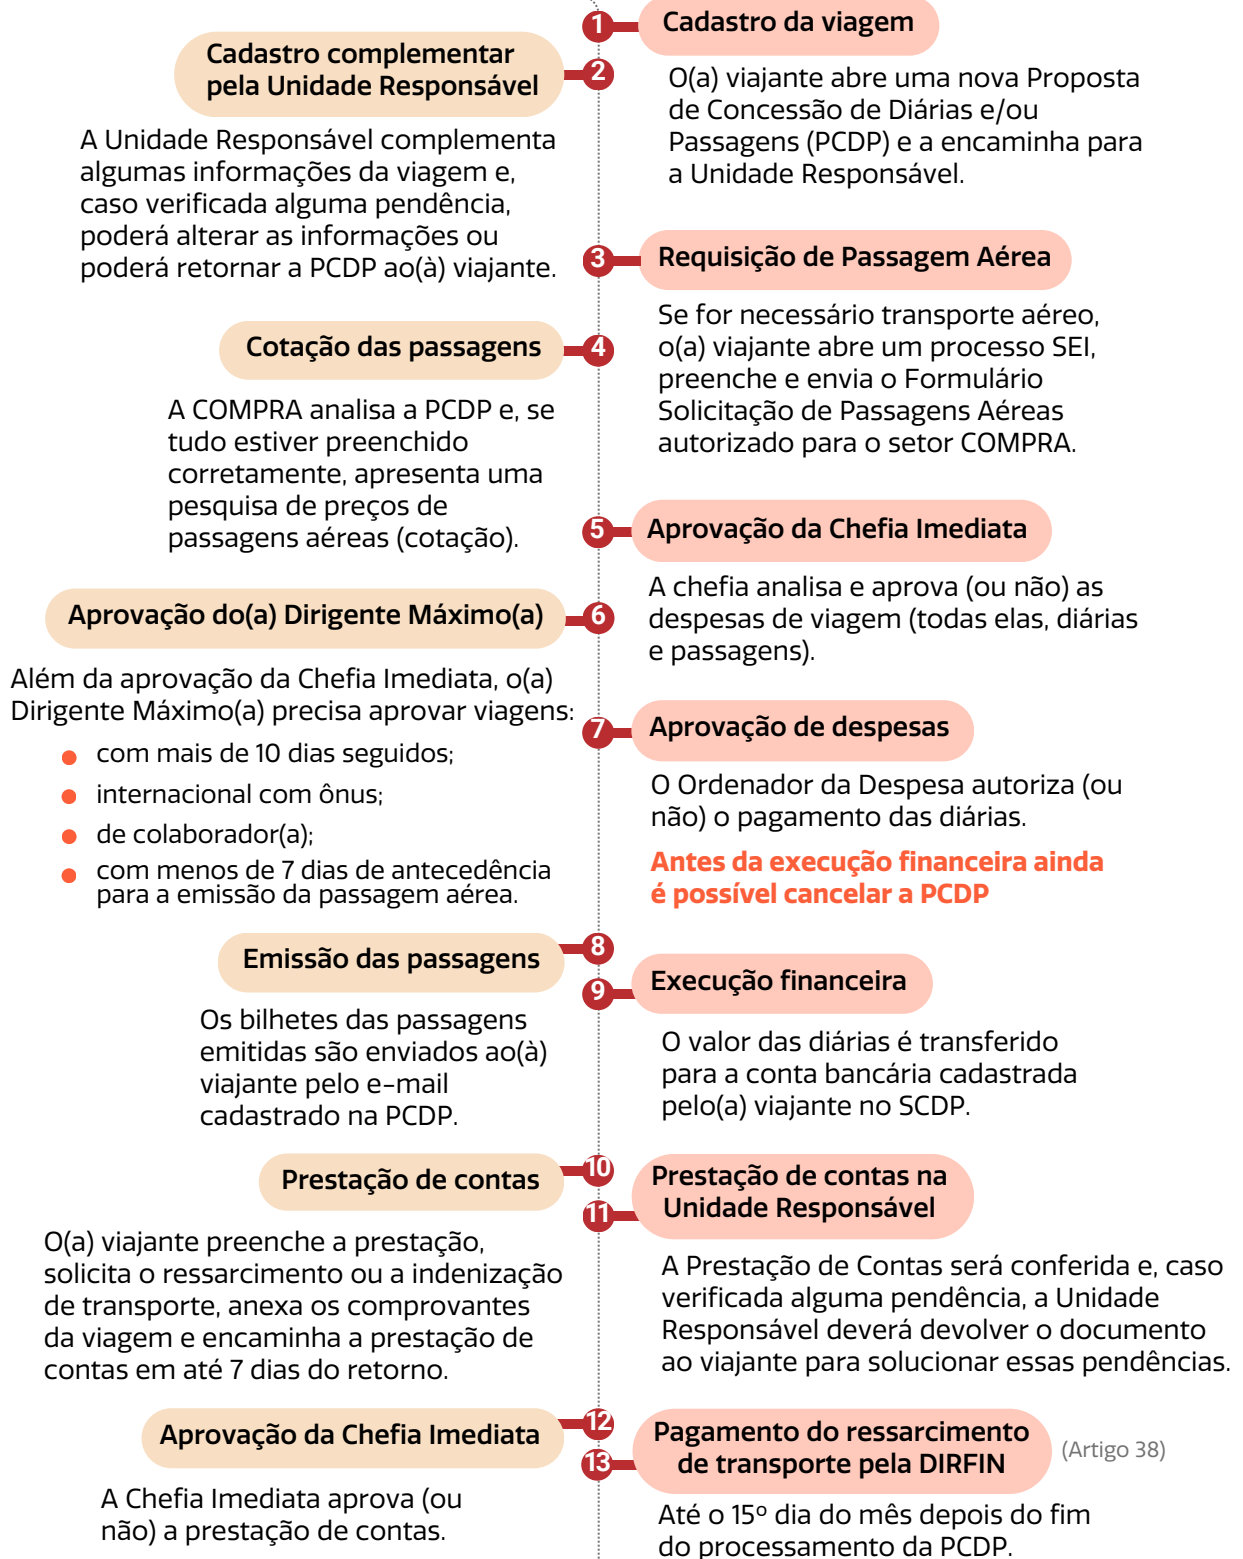 1
Cadastro da viagem
O(a) viajante abre uma nova Proposta
de Concessão de Diárias e/ou
Passagens (PCDP) e a encaminha para
a Unidade Responsável.
2
Cadastro complementar
pela Unidade Responsável
A Unidade Responsável complementa
algumas informações da viagem e,
caso verificada alguma pendência,
poderá alterar as informações ou
poderá retornar a PCDP ao(à) viajante.
3
Requisição de Passagem Aérea
Se for necessário transporte aéreo,
o(a) viajante abre um processo SEI,
preenche e envia o Formulário
Solicitação de Passagens Aéreas
autorizado para o setor COMPRA.
4
Cotação das passagens
A COMPRA analisa a PCDP e, se
tudo estiver preenchido
corretamente, apresenta uma
pesquisa de preços de
passagens aéreas (cotação).
5
Aprovação da Chefia Imediata
A chefia analisa e aprova (ou não) as
despesas de viagem (todas elas, diárias
e passagens).
6
Aprovação do(a) Dirigente Máximo(a)
Além da aprovação da Chefia Imediata, o(a)
Dirigente Máximo(a) precisa aprovar viagens:
com mais de 10 dias seguidos;
internacional com ônus;
de colaborador(a);
com menos de 7 dias de antecedência
para a emissão da passagem aérea.
7
Aprovação de despesas
O Ordenador da Despesa autoriza (ou
não) o pagamento das diárias.
Antes da execução financeira ainda
é possível cancelar a PCDP
8
Emissão das passagens
Os bilhetes das passagens
emitidas são enviados ao(à)
viajante pelo e-mail
cadastrado na PCDP.
9
Execução financeira
O valor das diárias é transferido
para a conta bancária cadastrada
pelo(a) viajante no SCDP.
10
Prestação de contas
O(a) viajante preenche a prestação,
solicita o ressarcimento ou a indenização
de transporte, anexa os comprovantes
da viagem e encaminha a prestação de
contas em até 7 dias do retorno.
11
Prestação de contas na
Unidade Responsável
A Prestação de Contas será conferida e, caso
verificada alguma pendência, a Unidade
Responsável deverá devolver o documento
ao viajante para solucionar essas pendências.
12
Aprovação da Chefia Imediata
A Chefia Imediata aprova (ou
não) a prestação de contas.
13
Pagamento do ressarcimento
de transporte pela DIRFIN
(Artigo 38)
Até o 15º dia do mês depois do fim
do processamento da PCDP.